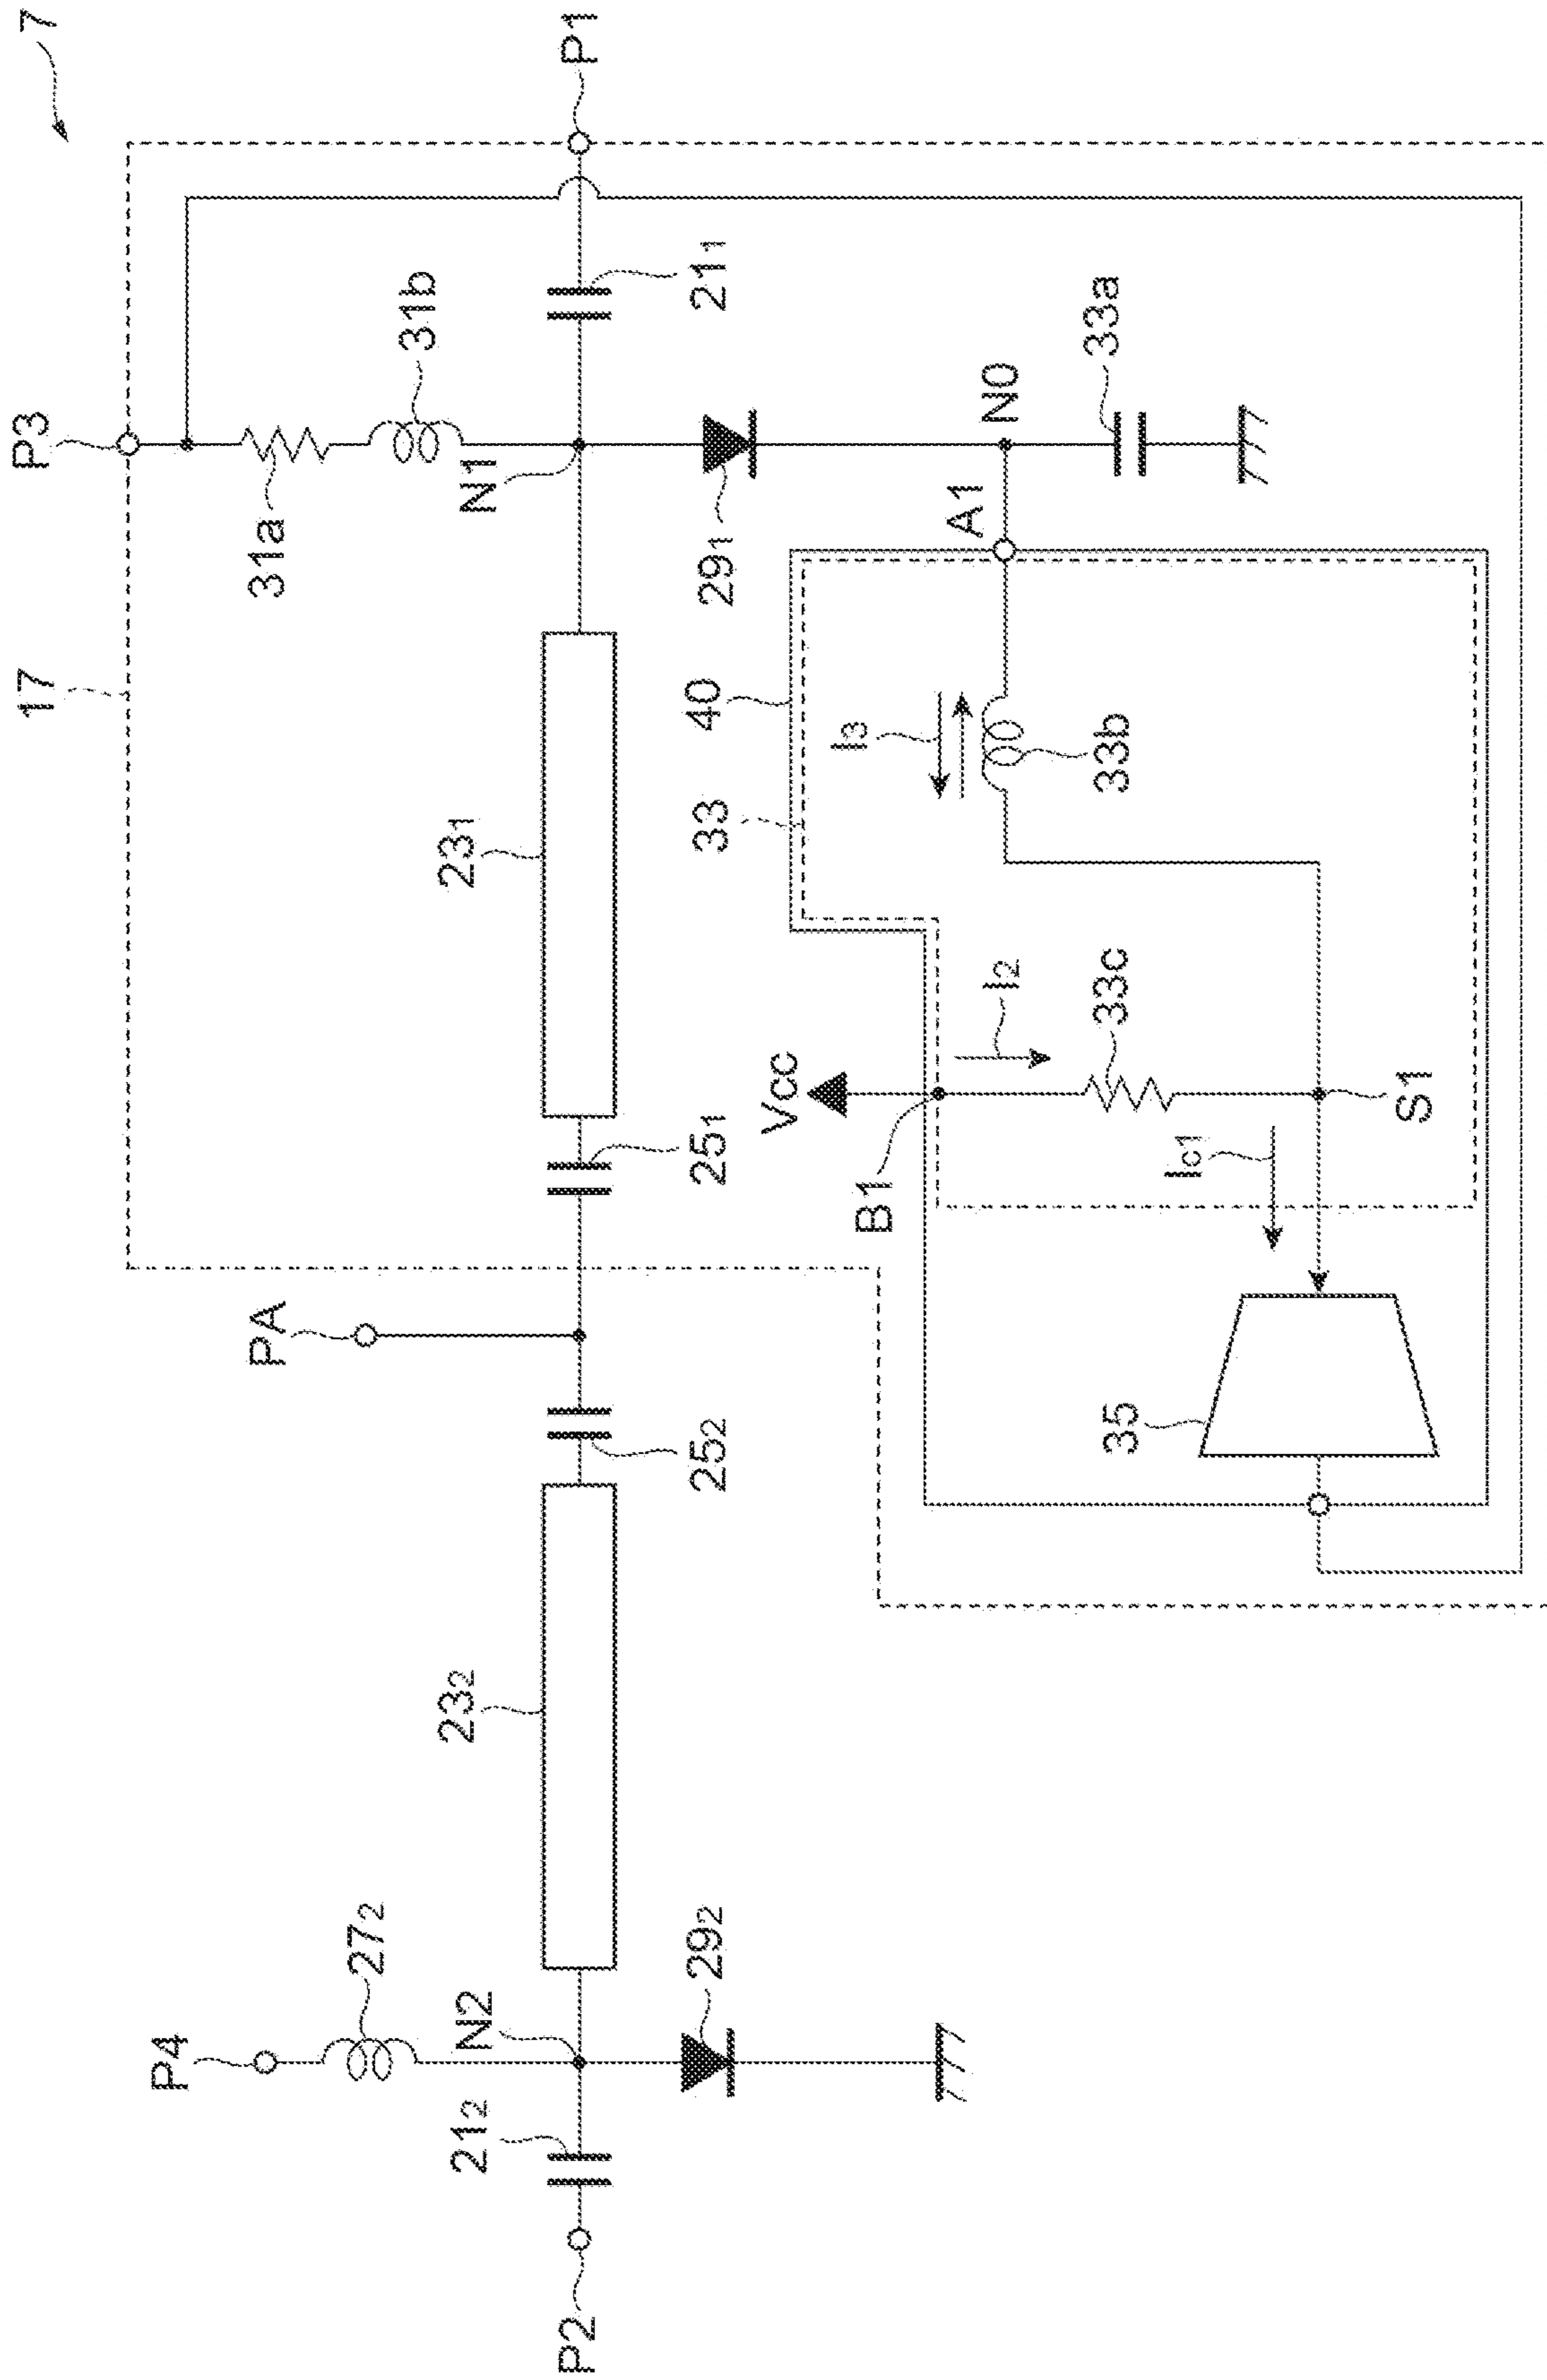 7
P1
P3
17
31a
31b
N1
21₁
23₁
29₁
N0
33a
A1
40
33
I₃
33b
25₁
Vcc
B1
I₂
33c
Ic1
S1
PA
25₂
35
23₂
P4
27₂
N2
21₂
29₂
P2